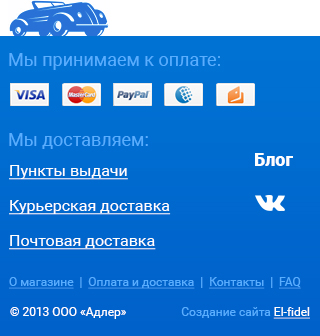 Мы принимаем к оплате:
VISA MasterCard PayPal
Мы доставляем:
Блог
Пункты выдачи
Курьерская доставка
Почтовая доставка
О магазине | Оплата и доставка | Контакты | FAQ
© 2013 ООО «Адлер» Создание сайта El-fidel